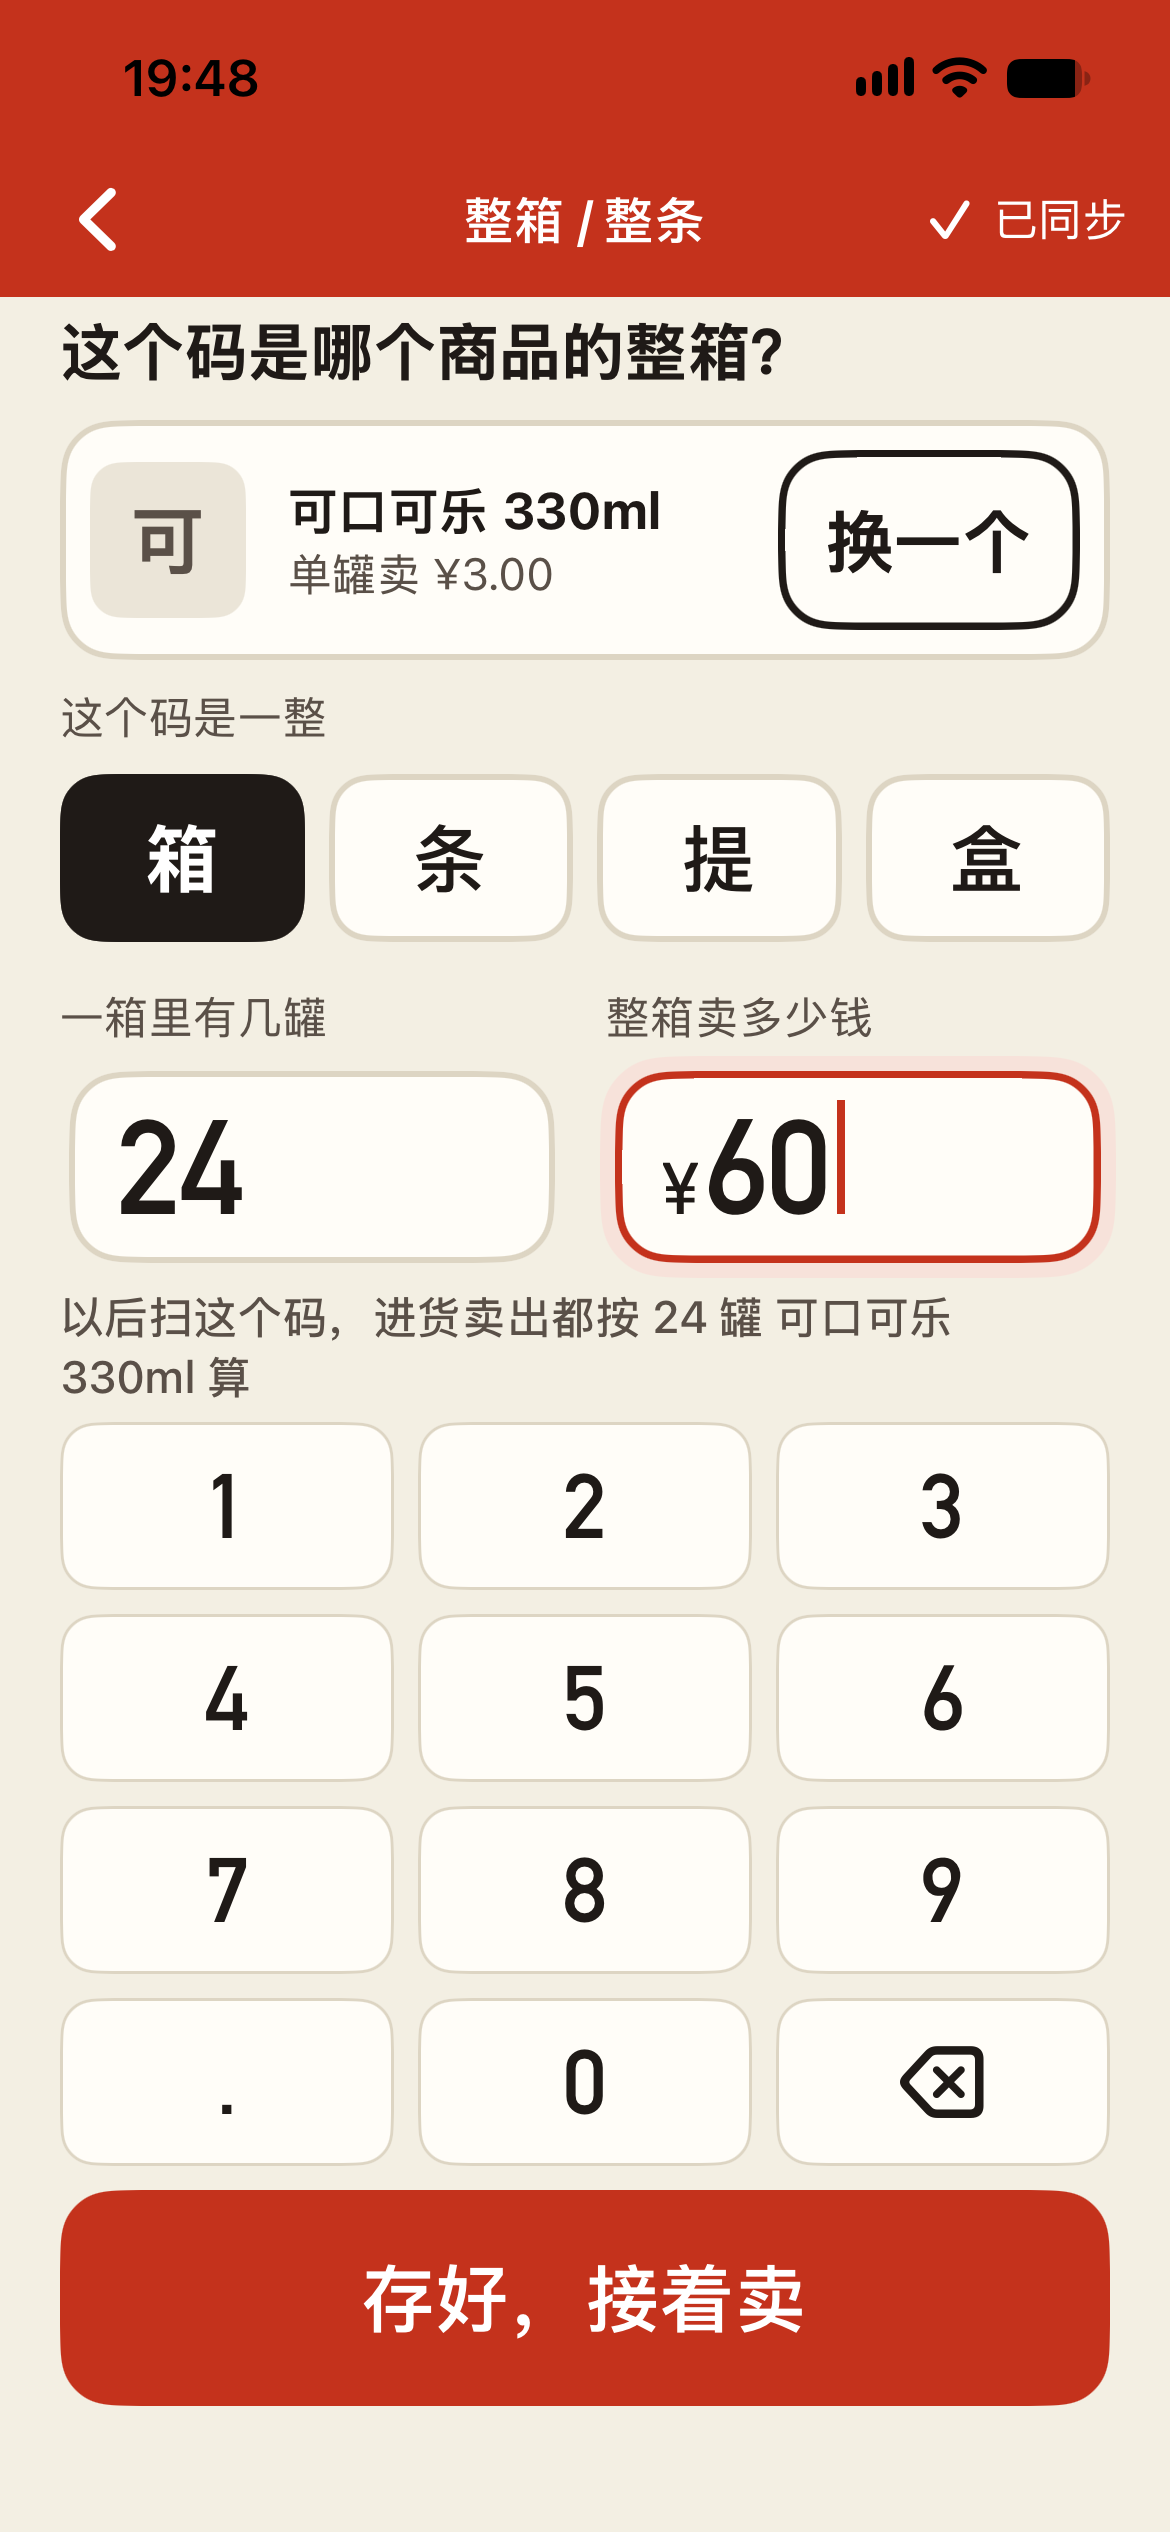 19:48
整箱 / 整条
已同步
这个码是哪个商品的整箱?
可
可口可乐 330ml
单罐卖 ¥3.00
换一个
这个码是一整
箱
条
提
盒
一箱里有几罐
整箱卖多少钱
24
¥60
以后扫这个码，进货卖出都按 24 罐 可口可乐
330ml 算
1
2
3
4
5
6
7
8
9
.
0
存好，接着卖